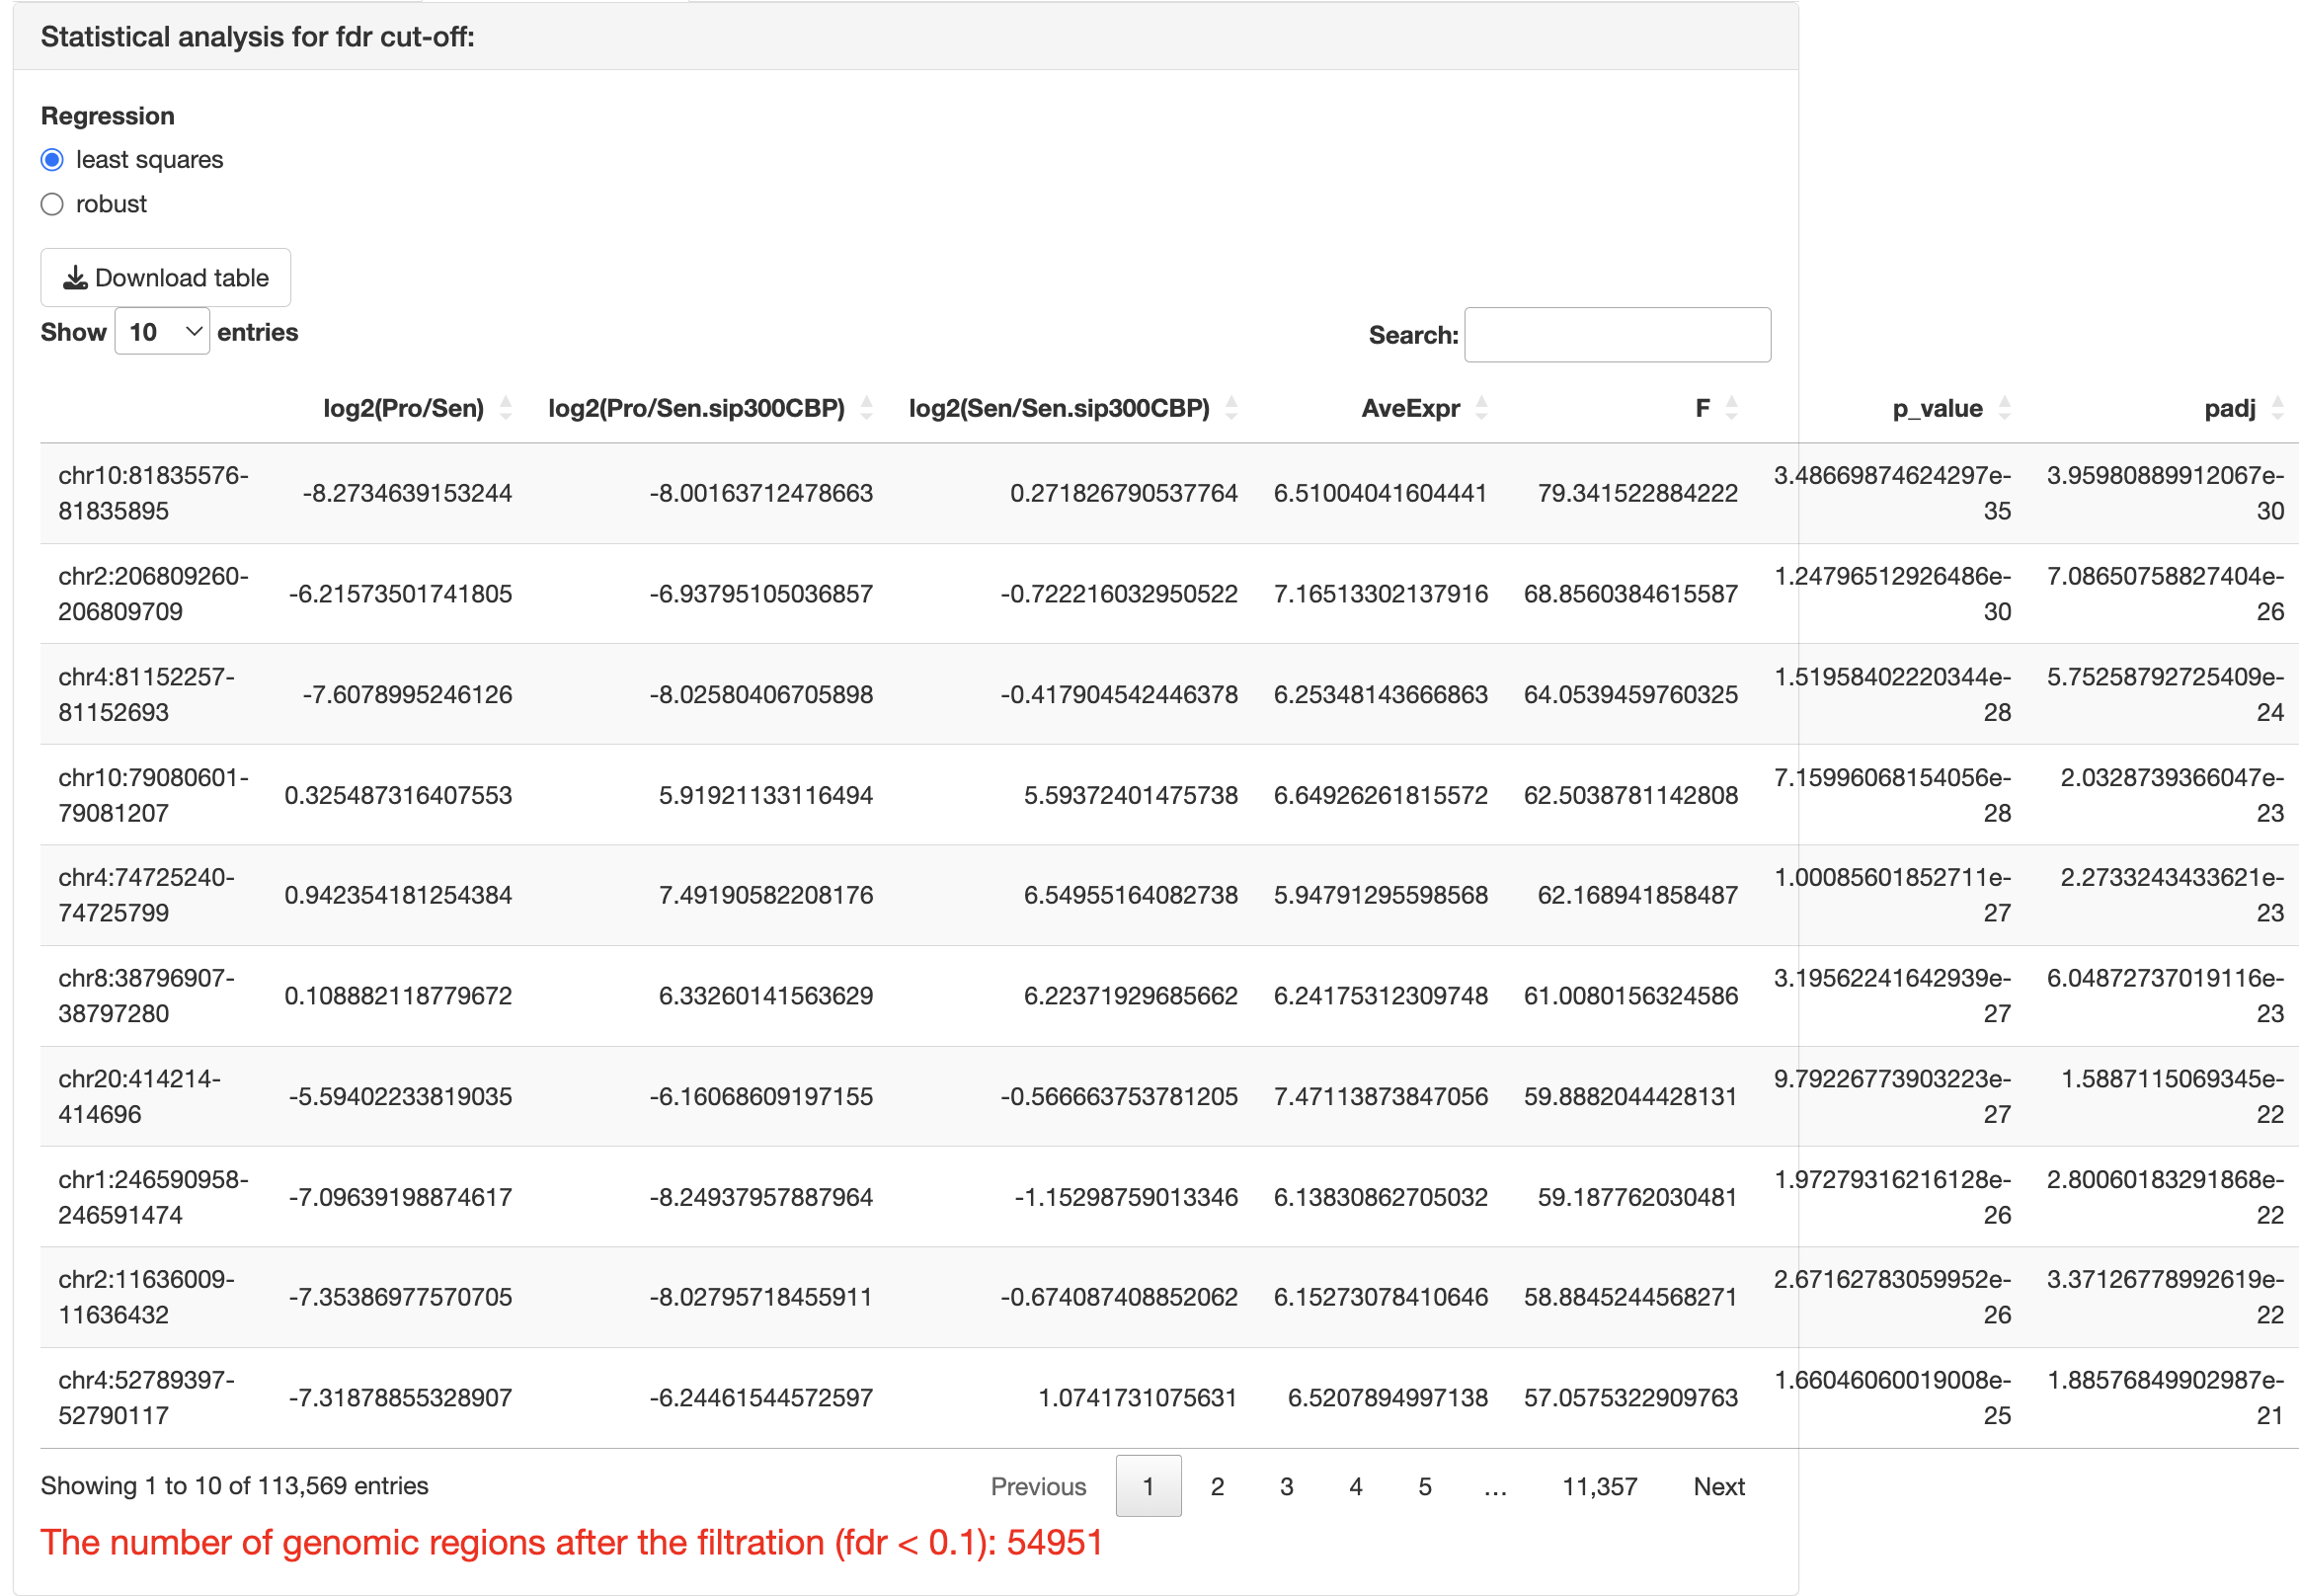 Statistical analysis for fdr cut-off:
Regression
least squares
robust
Download table
Show 10 entries
Search:
log2(Pro/Sen) log2(Pro/Sen.sip300CBP) log2(Sen/Sen.sip300CBP) AveExpr F p_value padj
chr10:81835576- 3.48669874624297e- 3.95980889912067e-
-8.2734639153244 -8.00163712478663 0.271826790537764 6.51004041604441 79.341522884222
81835895 35 30
chr2:206809260- 1.24796512926486e- 7.08650758827404e-
-6.21573501741805 -6.93795105036857 -0.722216032950522 7.16513302137916 68.8560384615587
206809709 30 26
chr4:81152257- 1.51958402220344e- 5.75258792725409e-
-7.6078995246126 -8.02580406705898 -0.417904542446378 6.25348143666863 64.0539459760325
81152693 28 24
chr10:79080601- 7.15996068154056e- 2.0328739366047e-
0.325487316407553 5.91921133116494 5.59372401475738 6.64926261815572 62.5038781142808
79081207 28 23
chr4:74725240- 1.00085601852711e- 2.2733243433621e-
0.942354181254384 7.49190582208176 6.54955164082738 5.94791295598568 62.168941858487
74725799 27 23
chr8:38796907- 3.19562241642939e- 6.04872737019116e-
0.108882118779672 6.33260141563629 6.22371929685662 6.24175312309748 61.0080156324586
38797280 27 23
chr20:414214- 9.79226773903223e- 1.5887115069345e-
-5.59402233819035 -6.16068609197155 -0.566663753781205 7.47113873847056 59.8882044428131
414696 27 22
chr1:246590958- 1.97279316216128e- 2.80060183291868e-
-7.09639198874617 -8.24937957887964 -1.15298759013346 6.13830862705032 59.187762030481
246591474 26 22
chr2:11636009- 2.67162783059952e- 3.37126778992619e-
-7.35386977570705 -8.02795718455911 -0.674087408852062 6.15273078410646 58.8845244568271
11636432 26 22
chr4:52789397- 1.66046060019008e- 1.88576849902987e-
-7.31878855328907 -6.24461544572597 1.0741731075631 6.5207894997138 57.0575322909763
52790117 25 21
Showing 1 to 10 of 113,569 entries
Previous 1 2 3 4 5 … 11,357 Next
The number of genomic regions after the filtration (fdr < 0.1): 54951